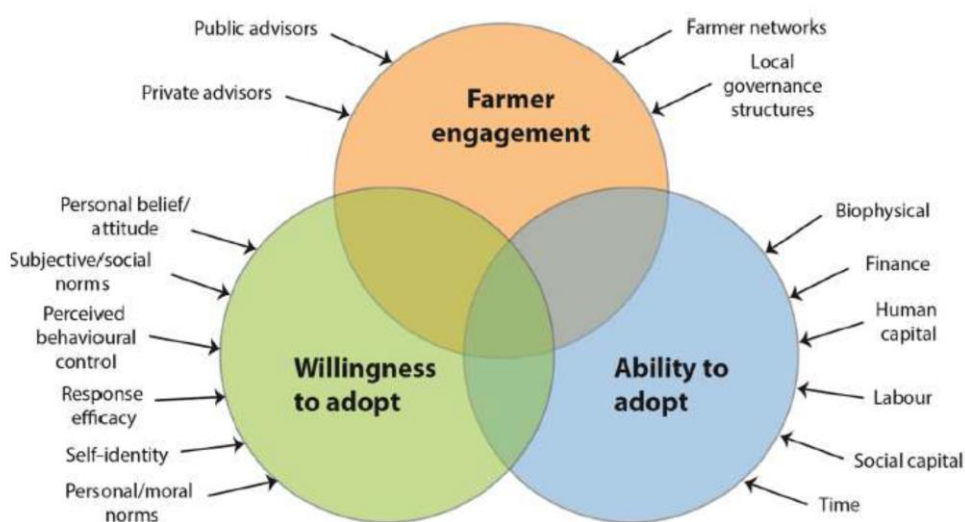 Public advisors
Private advisors
Farmer networks
Local
governance
structures
Farmer
engagement
Personal belief/
attitude
Subjective/social
norms
Perceived
behavioural
control
Response
efficacy
Self-identity
Personal/moral
norms
Willingness
to adopt
Ability to
adopt
Biophysical
Finance
Human
capital
Labour
Social capital
Time